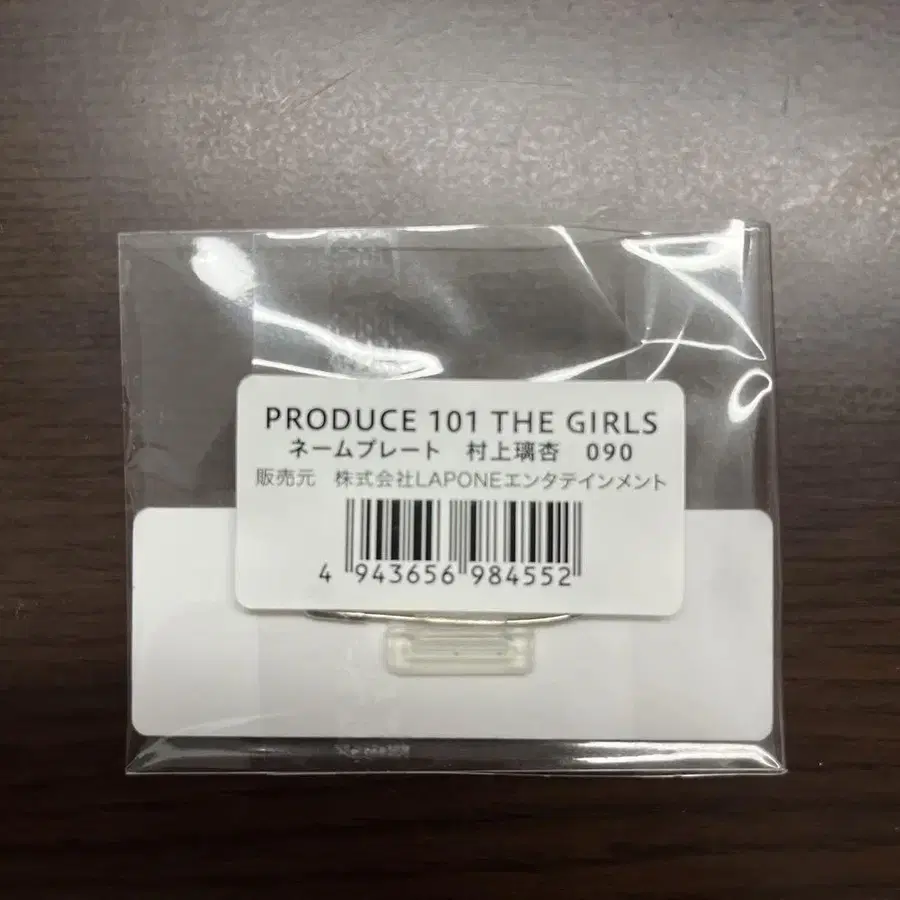 PRODUCE 101 THE GIRLS
ネームプレート　村上璃杏　090
販売元　株式会社LAPONEエンタテインメント
4 943656 984552